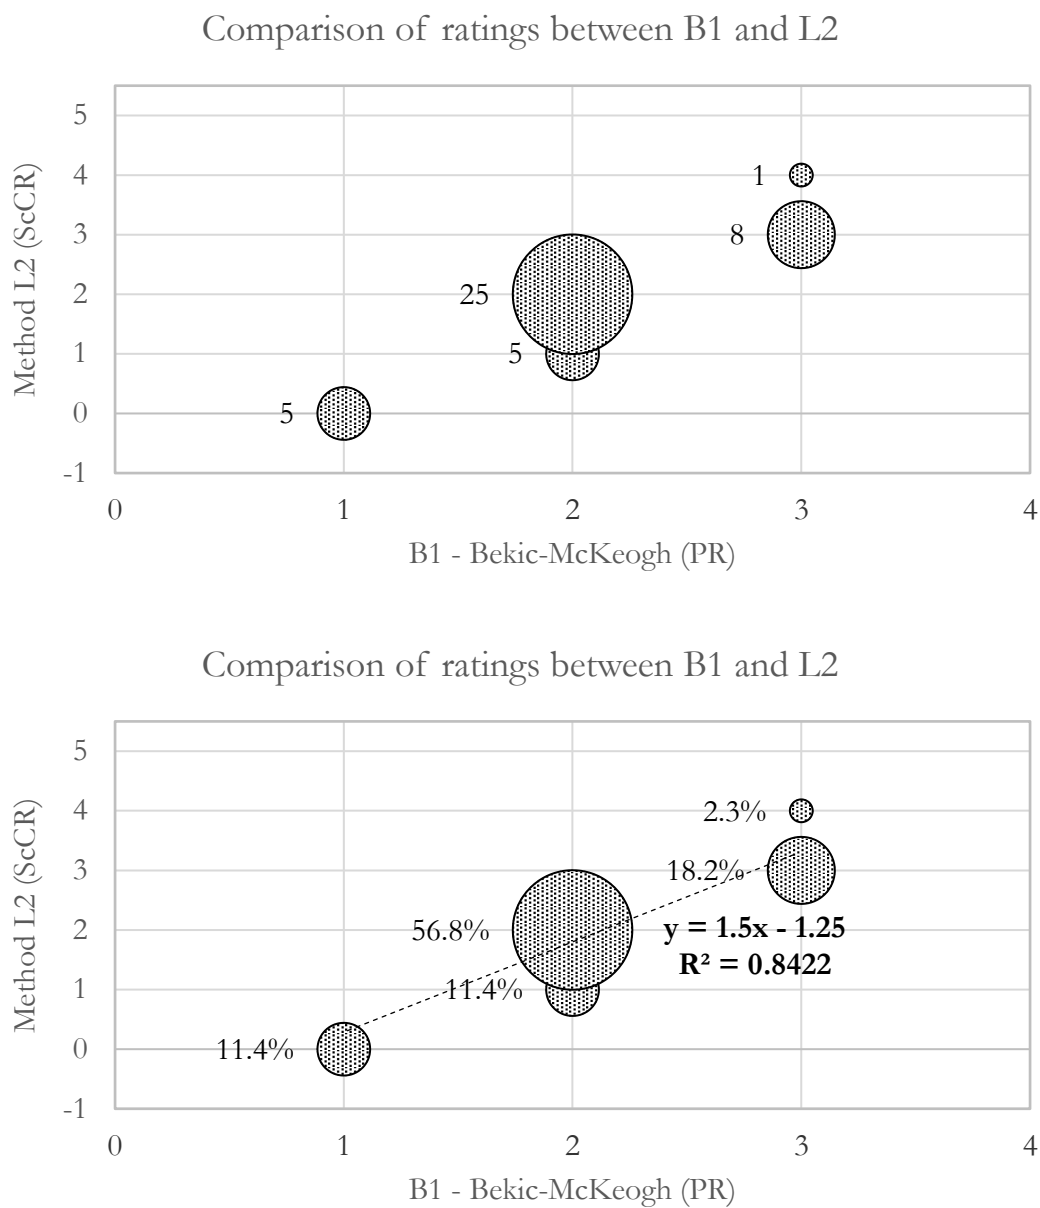 Comparison of ratings between B1 and L2
5
4
3
2
1
0
-1
Method L2 (ScCR)
1
8
25
5
5
0 1 2 3 4
B1 - Bekic-McKeogh (PR)
Comparison of ratings between B1 and L2
5
4
3
2
1
0
-1
Method L2 (ScCR)
2.3%
18.2%
56.8%
y = 1.5x - 1.25
R² = 0.8422
11.4%
11.4%
0 1 2 3 4
B1 - Bekic-McKeogh (PR)